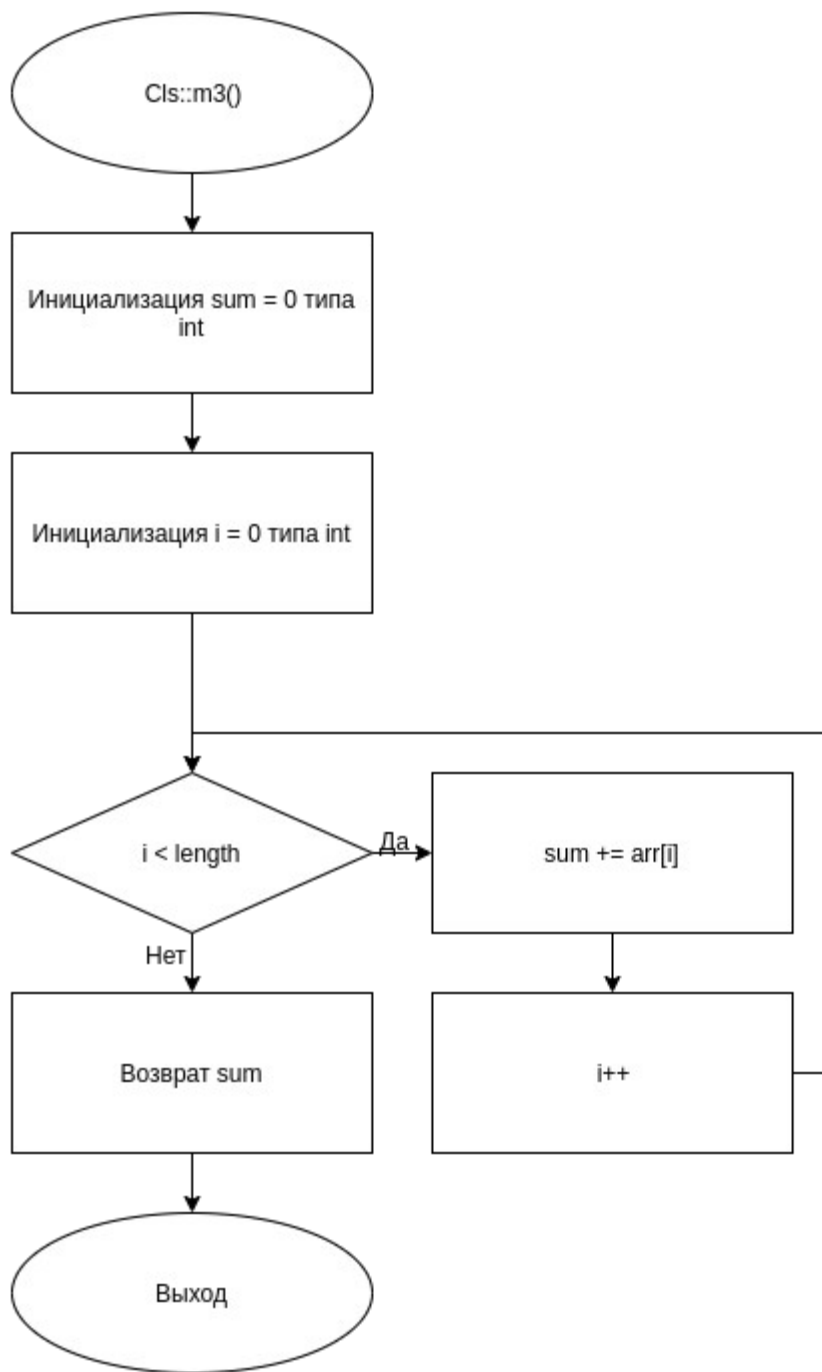 Cls::m3()
Инициализация sum = 0 типа
int
Инициализация i = 0 типа int
i < length
Да
sum += arr[i]
Нет
Возврат sum
i++
Выход